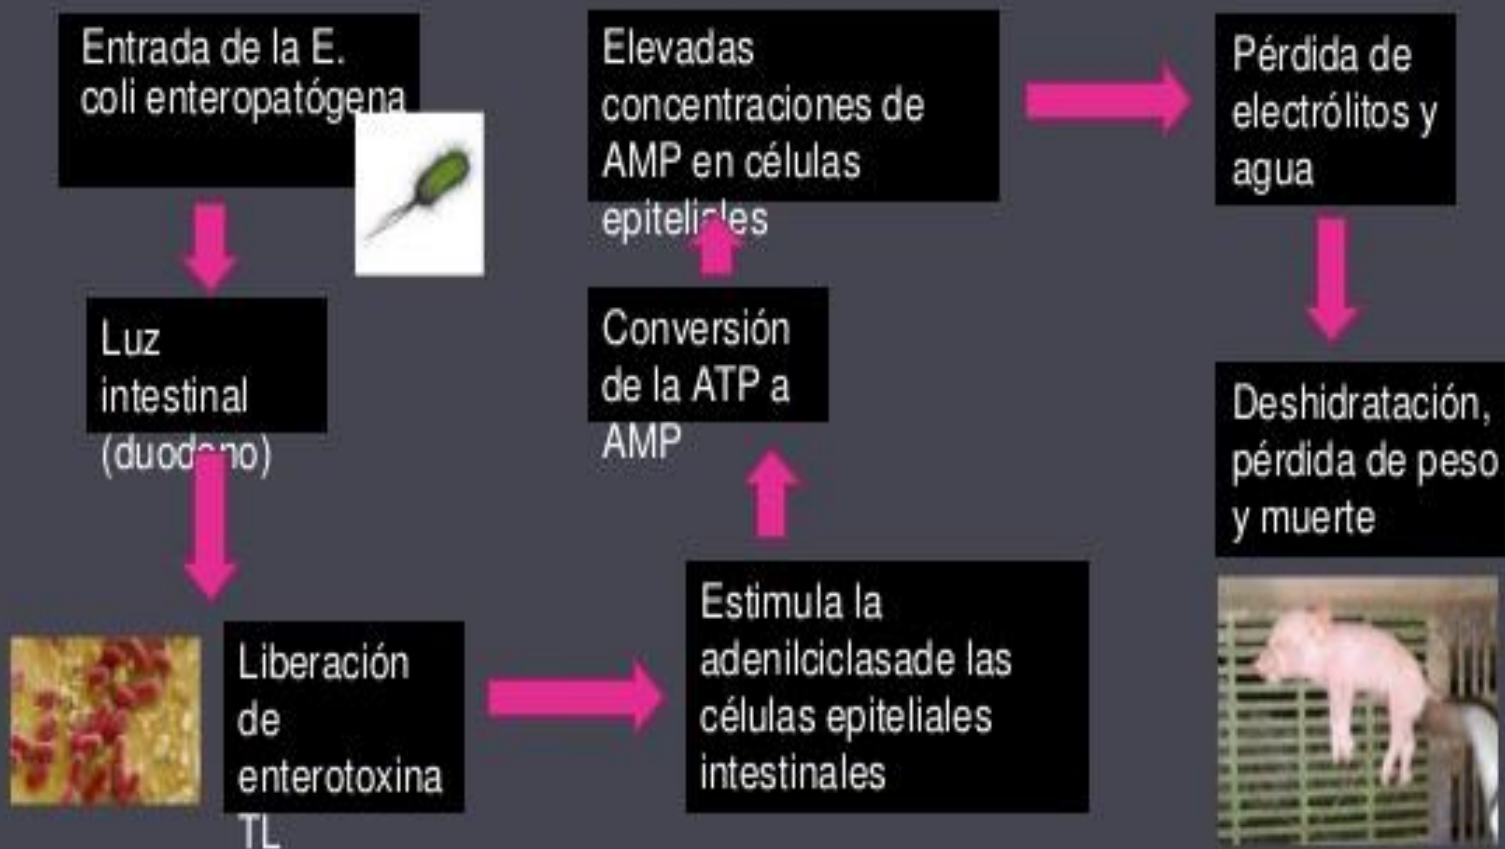 Entrada de la E.
coli enteropatógena
Luz
intestinal
(duodeno)
Liberación
de
enterotoxina
TL
Estimula la
adenilciclasade las
células epiteliales
intestinales
Conversión
de la ATP a
AMP
Elevadas
concentraciones de
AMP en células
epiteliales
Pérdida de
electrólitos y
agua
Deshidratación,
pérdida de peso
y muerte